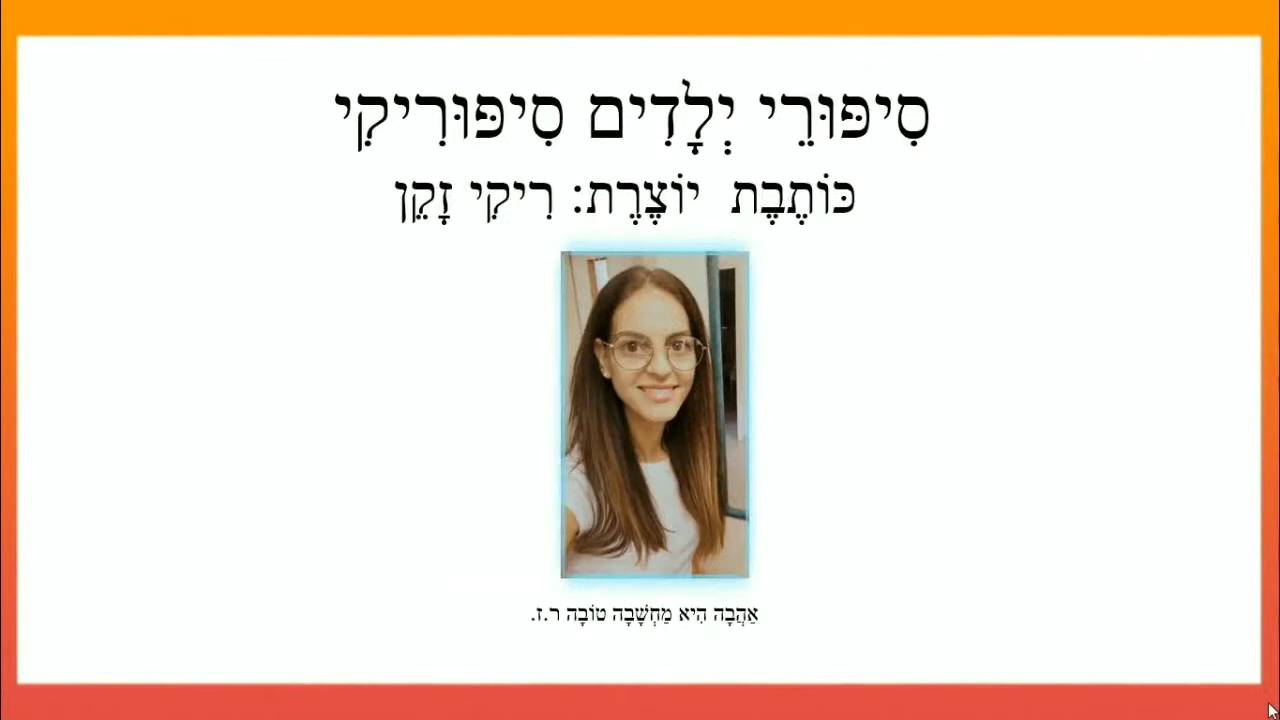 סִיפּוּרֵי יְלָדִים סִיפּוּרִיקִי
כּוֹתֶבֶת יוֹצֶרֶת: רִיקִי זָקֵן
אַהֲבָה הִיא מַחְשָׁבָה טוֹבָה ר.ז.